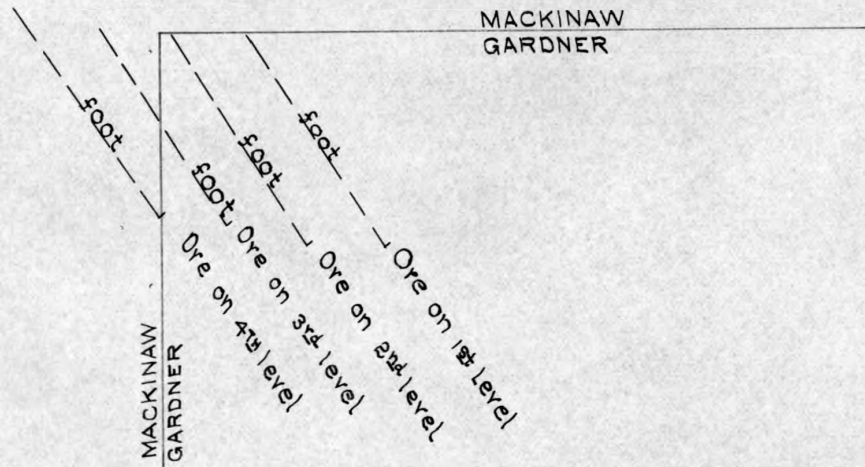 MACKINAW
GARDNER
foot
foot
foot
foot
Ore on 4TH level
Ore on 3rd level
Ore on 2nd level
Ore on 1st Level
MACKINAW
GARDNER